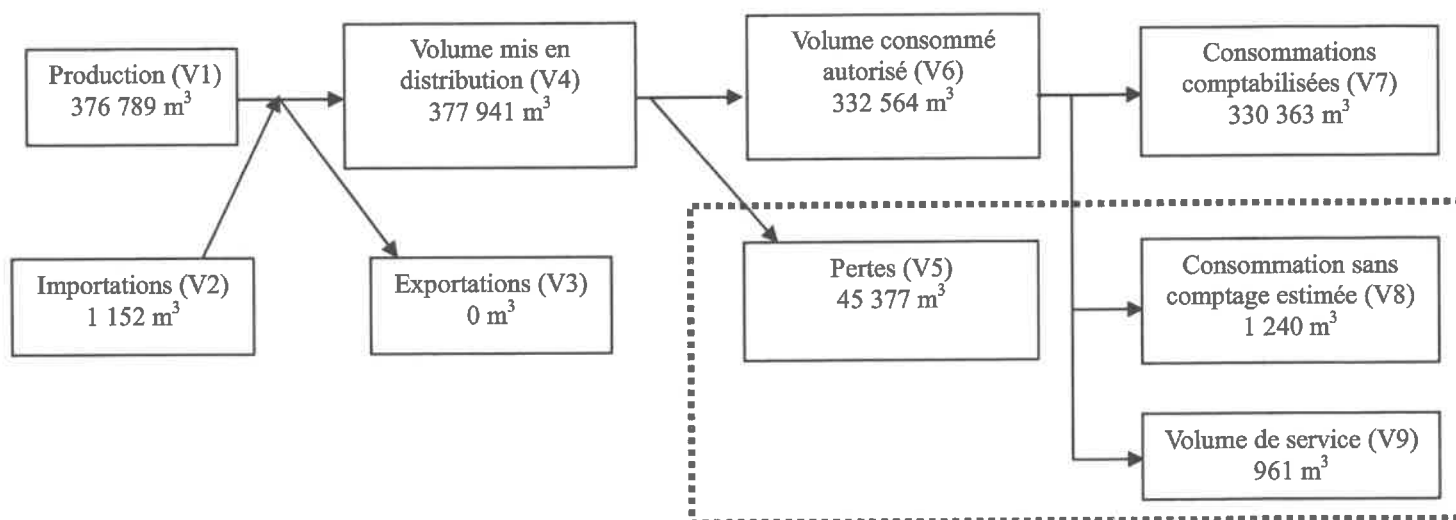 Production (V1)
376 789 m³
Volume mis en
distribution (V4)
377 941 m³
Volume consommé
autorisé (V6)
332 564 m³
Consommations
comptabilisées (V7)
330 363 m³
Importations (V2)
1 152 m³
Exportations (V3)
0 m³
Pertes (V5)
45 377 m³
Consommation sans
comptage estimée (V8)
1 240 m³
Volume de service (V9)
961 m³